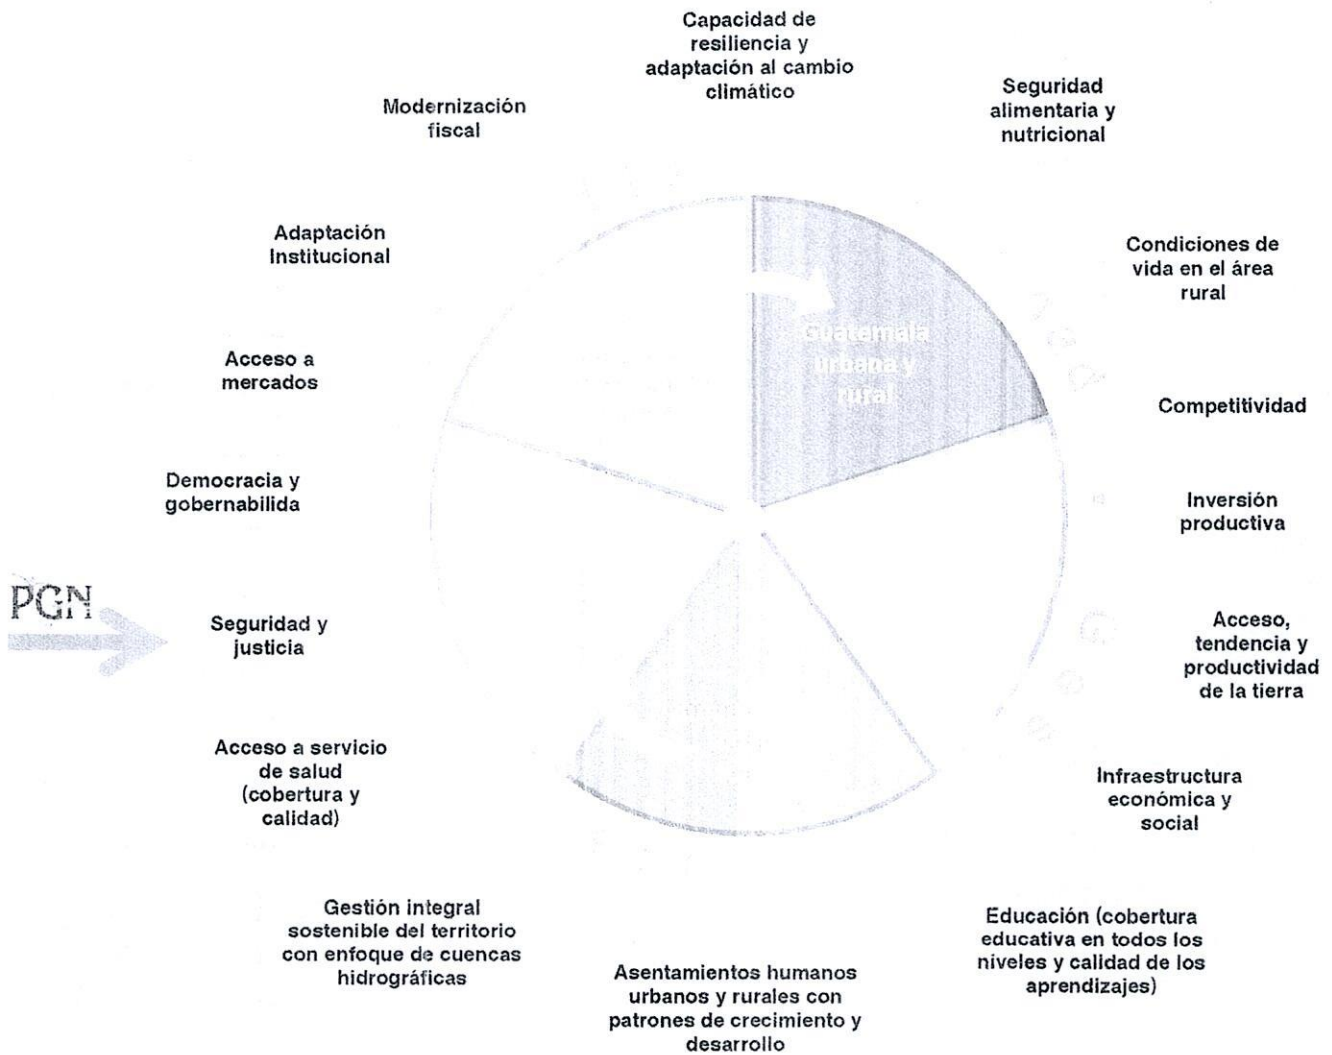 Capacidad de
resiliencia y
adaptación al cambio
climático
Seguridad
alimentaria y
nutricional
Condiciones de
vida en el área
rural
Competitividad
Inversión
productiva
Acceso,
tendencia y
productividad
de la tierra
Infraestructura
económica y
social
Educación (cobertura
educativa en todos los
niveles y calidad de los
aprendizajes)
Asentamientos humanos
urbanos y rurales con
patrones de crecimiento y
desarrollo
Gestión integral
sostenible del territorio
con enfoque de cuencas
hidrográficas
Acceso a servicio
de salud
(cobertura y
calidad)
Seguridad y
justicia
Democracia y
gobernabilida
Acceso a
mercados
Adaptación
Institucional
Modernización
fiscal
Guatemala
urbana y
rural
PGN